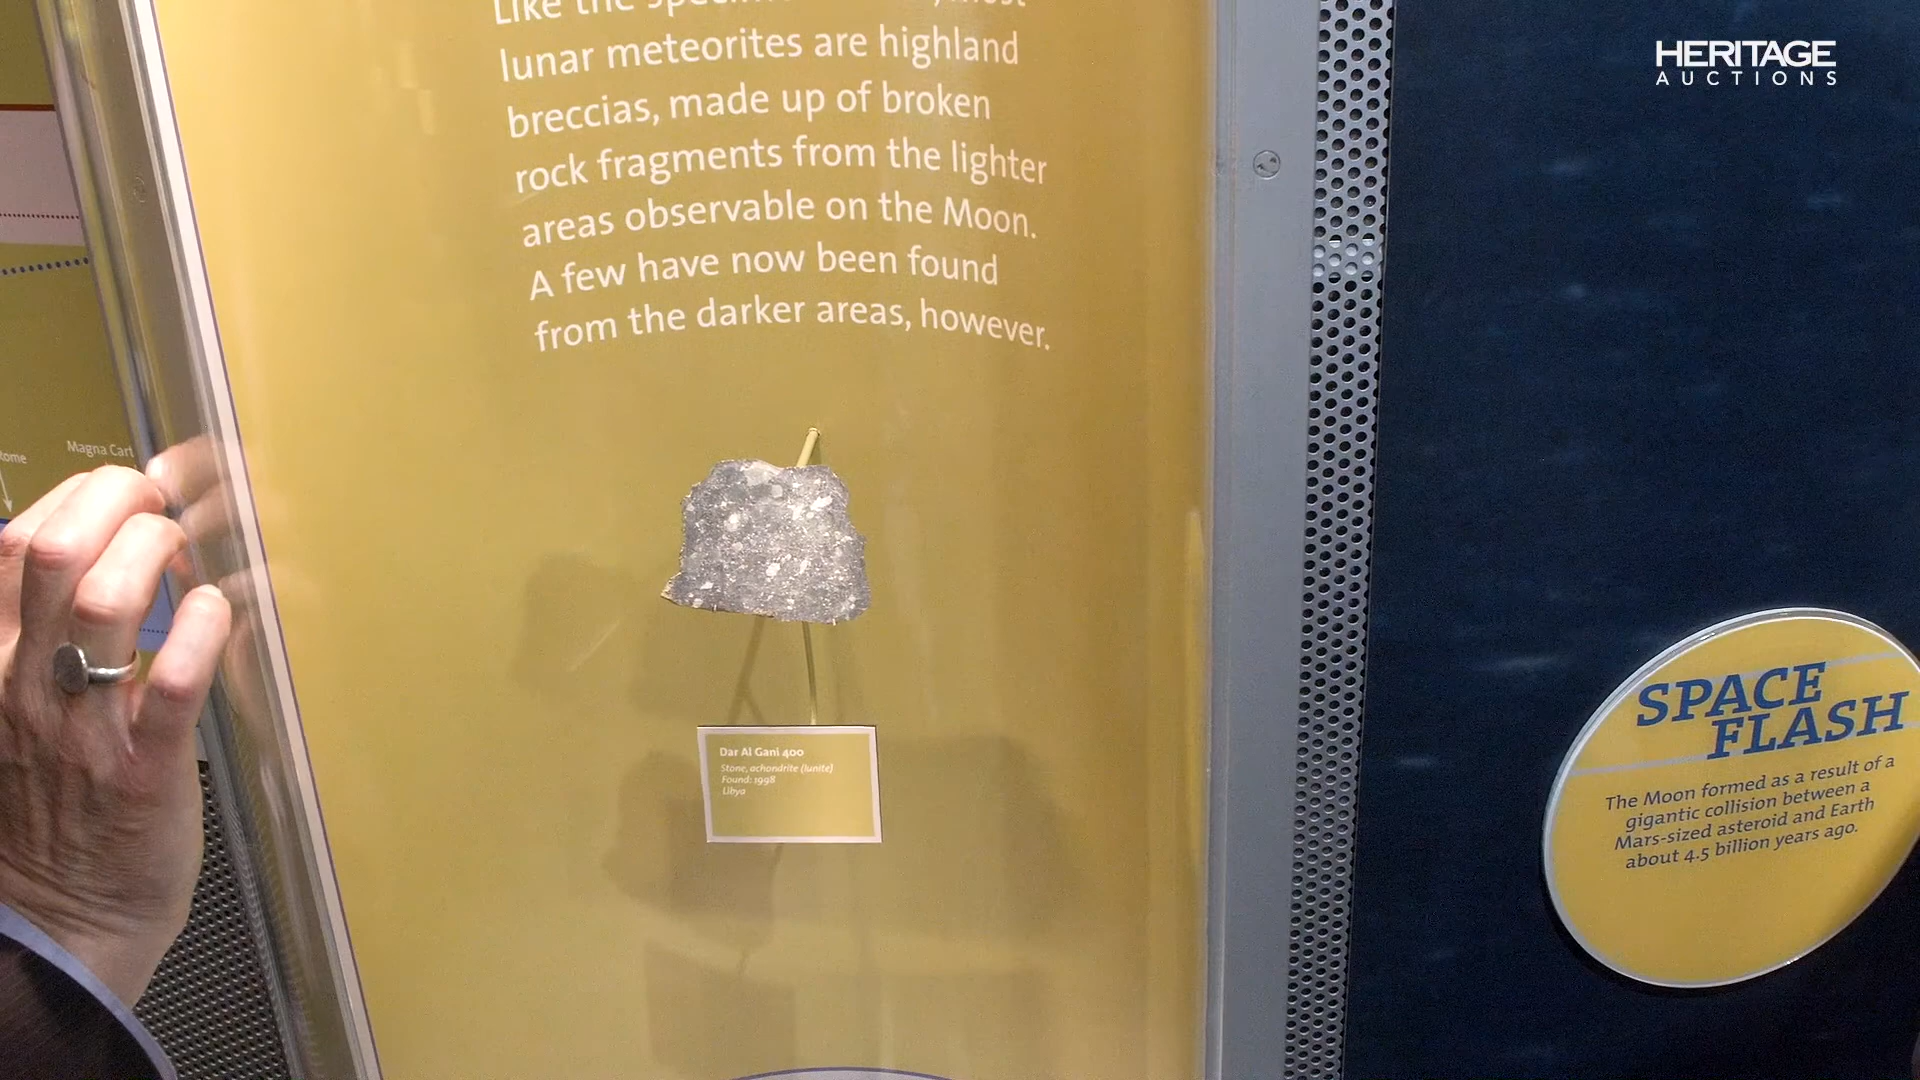 Like the
lunar meteorites are highland
breccias, made up of broken
rock fragments from the lighter
areas observable on the Moon.
A few have now been found
from the darker areas, however.
Magna Cart
Dar Al Gani 400
Stone, achondrite (lunite)
Found: 1998
Libya
HERITAGE
AUCTIONS
SPACE
FLASH
The Moon formed as a result of a
gigantic collision between a
Mars-sized asteroid and Earth
about 4.5 billion years ago.